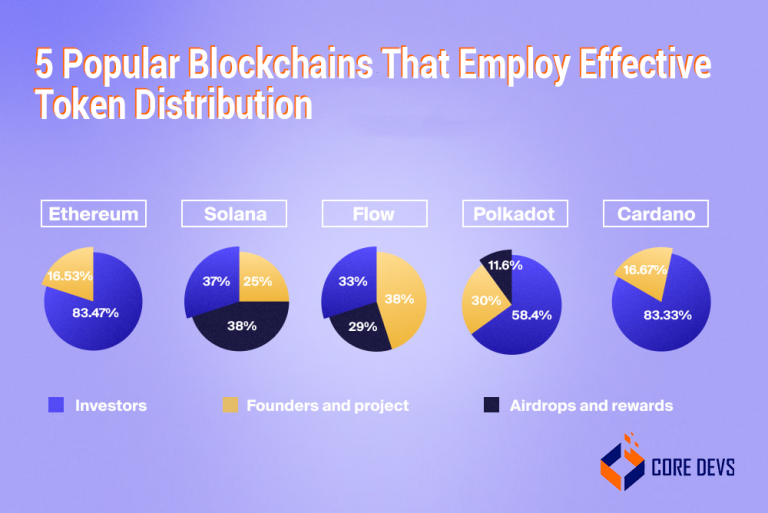 5 Popular Blockchains That Employ Effective
Token Distribution
Ethereum
Solana
Flow
Polkadot
Cardano
16.53%
83.47%
37%
25%
38%
33%
38%
29%
11.6%
30%
58.4%
16.67%
83.33%
Investors
Founders and project
Airdrops and rewards
CORE DEVS